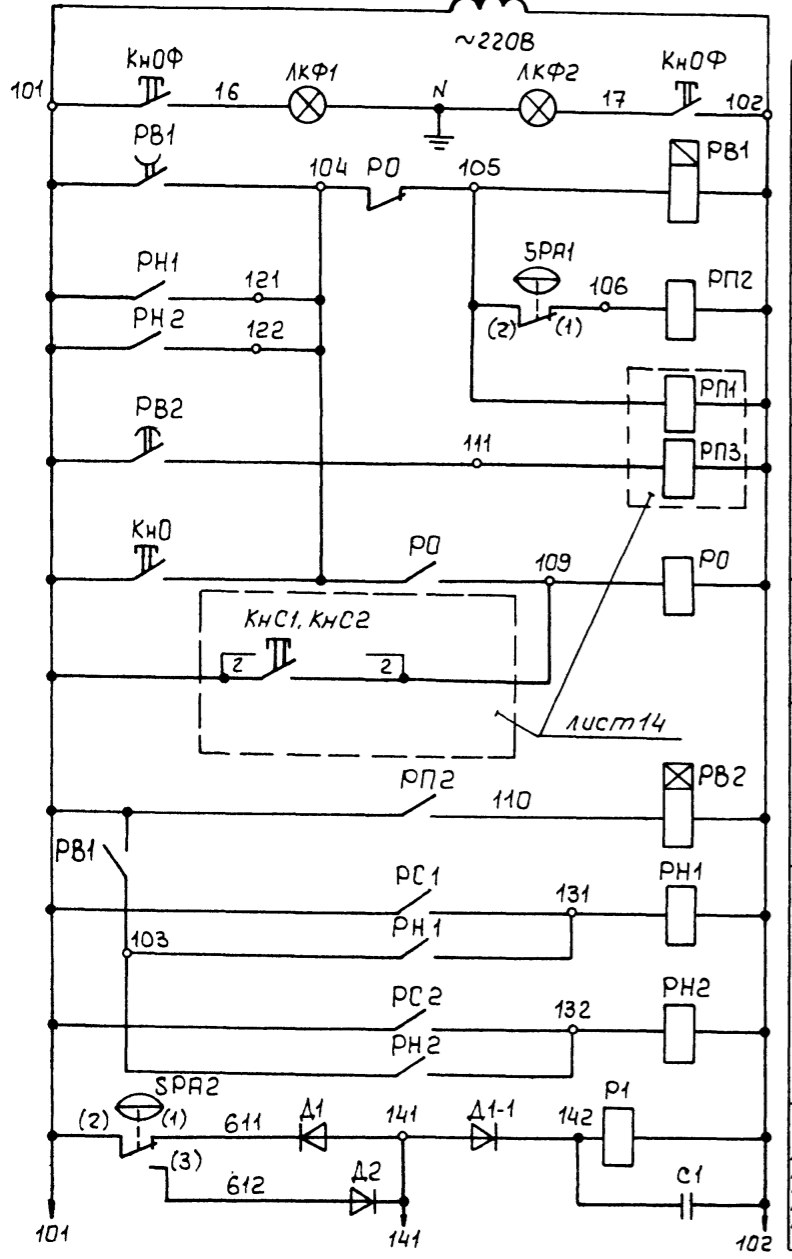 ~220В
КнОФ
ЛКФ2
КнОФ
101
16
ЛКФ1
N
17
102
РВ1
104
РО
105
РВ1
РН1
121
5РА1
106
РП2
РН2
122
(2)
(1)
РП1
РВ2
111
РП3
КнО
РО
109
РО
КнС1, КнС2
2
2
лист14
РП2
110
РВ2
РВ1
РС1
131
РН1
103
РН1
РС2
132
РН2
РН2
SPA2
(2)
(1)
611
Д1
141
Д1-1
142
Р1
(3)
612
Д2
С1
101
141
102